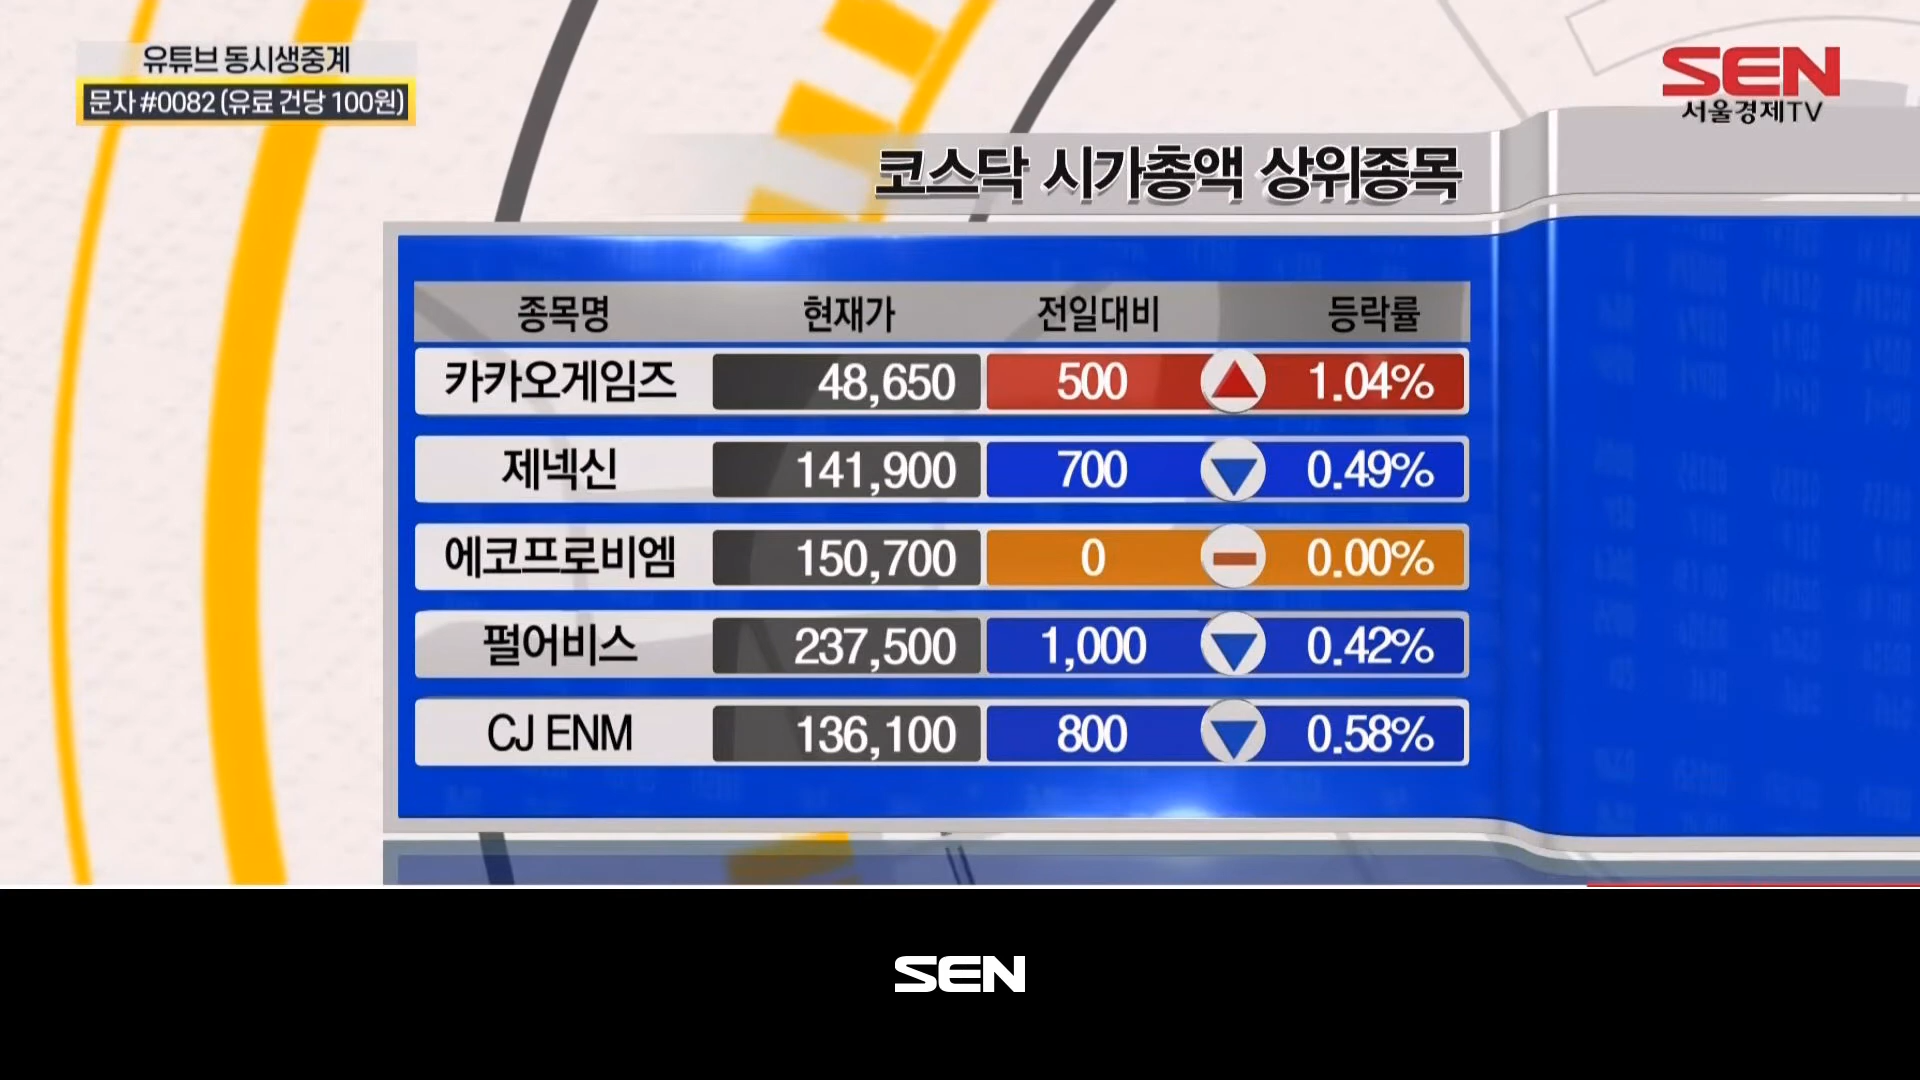 유튜브 동시생중계
문자 #0082 (유료 건당 100원)
SEN
서울경제TV
코스닥 시가총액 상위종목
종목명 현재가 전일대비 등락률
카카오게임즈 48,650 500 ▲ 1.04%
제넥신 141,900 700 ▼ 0.49%
에코프로비엠 150,700 0 - 0.00%
펄어비스 237,500 1,000 ▼ 0.42%
CJ ENM 136,100 800 ▼ 0.58%
SEN